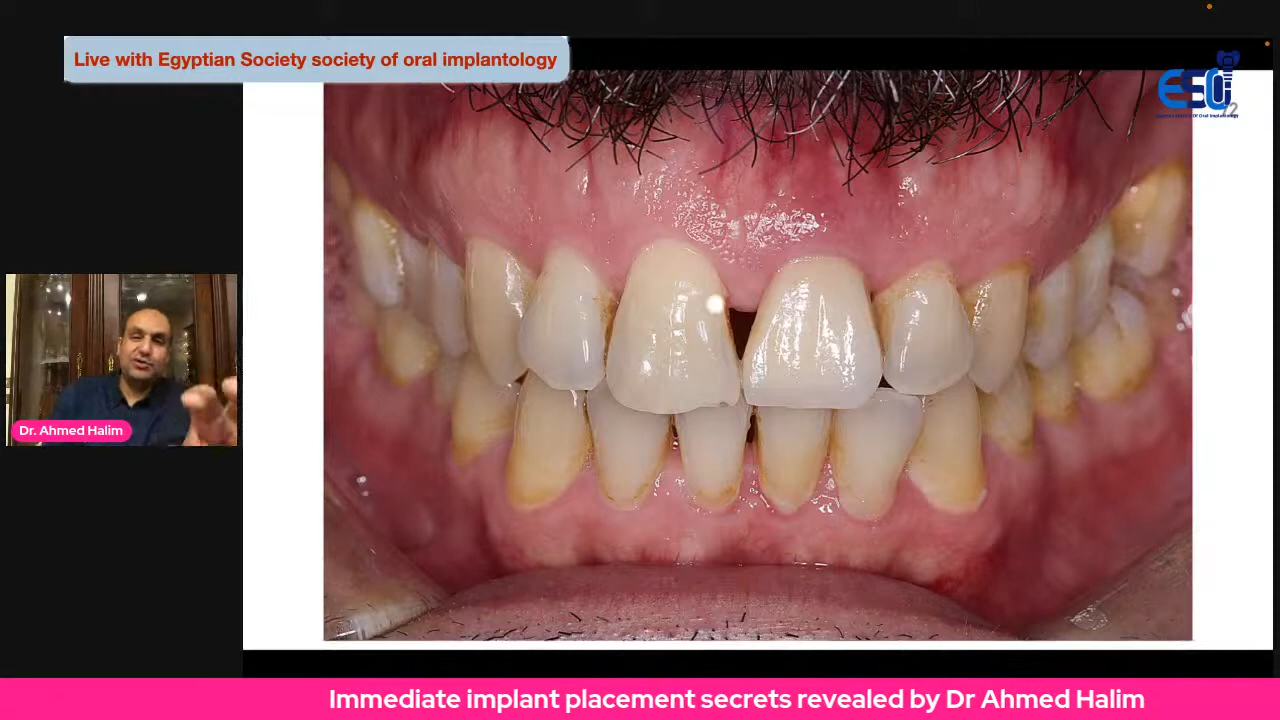 Live with Egyptian Society society of oral implantology
ESOI
Dr. Ahmed Halim
Immediate implant placement secrets revealed by Dr Ahmed Halim